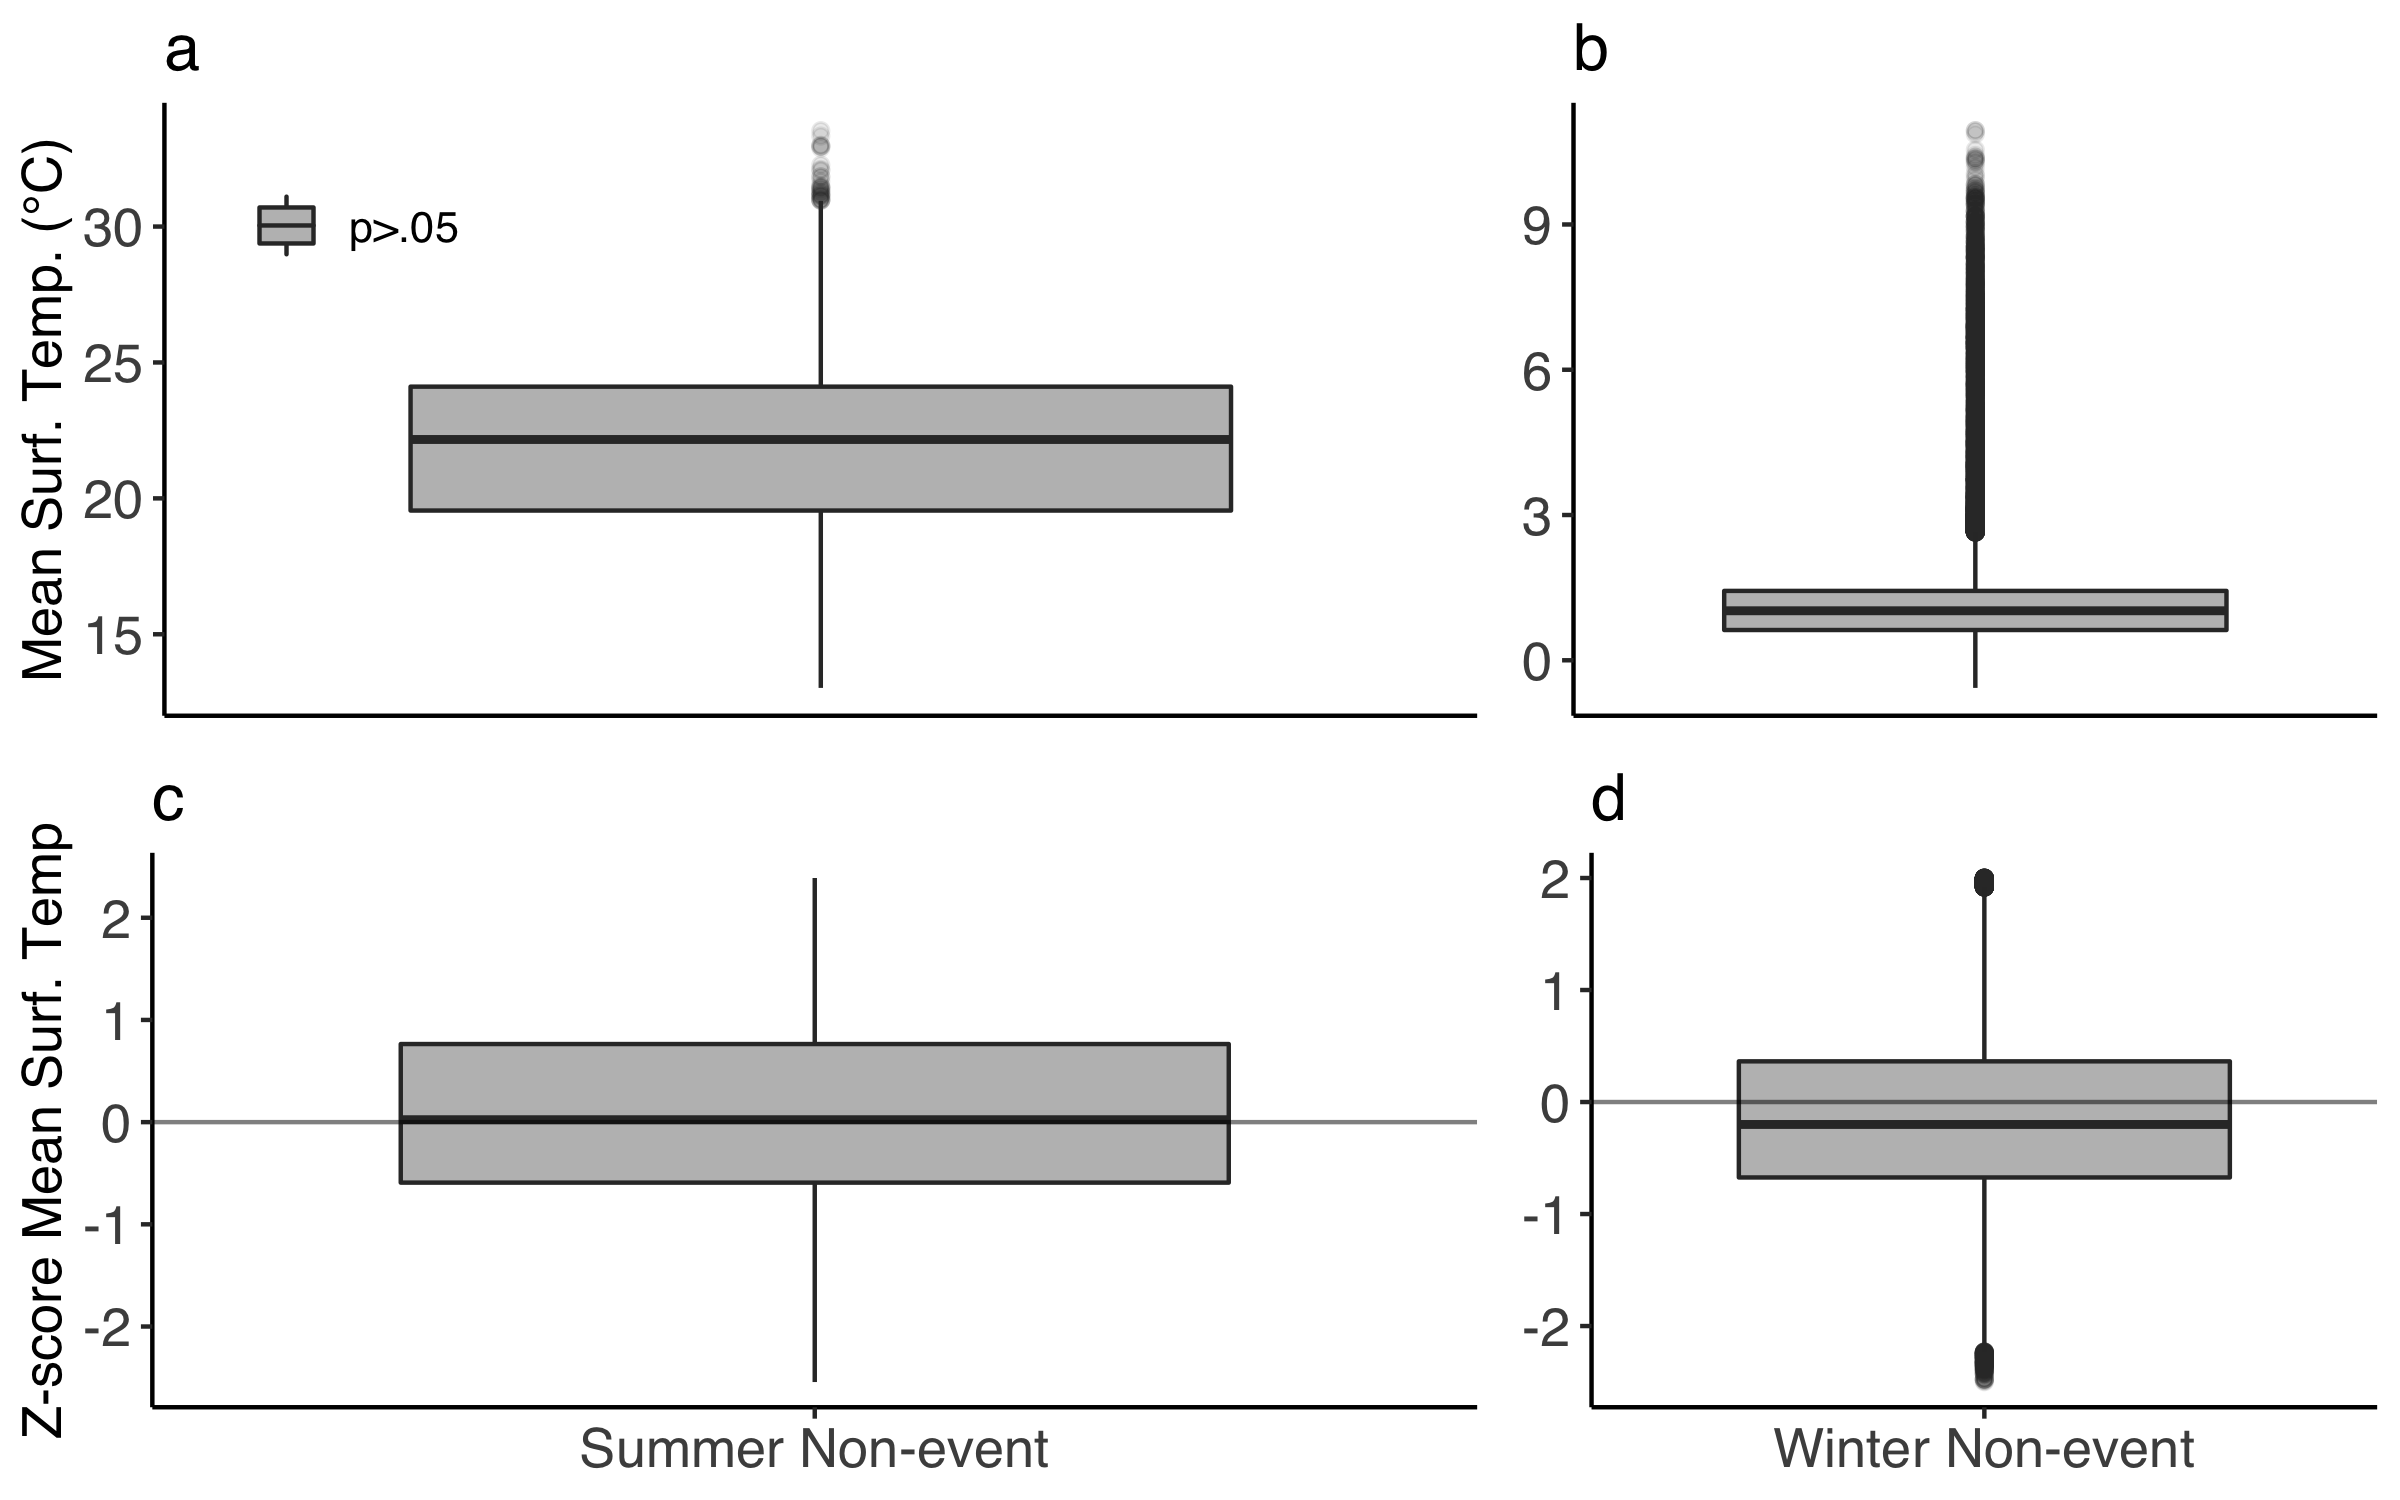 a
Mean Surf. Temp. (°C)
30
25
20
15
p>.05
b
9
6
3
0
c
Z-score Mean Surf. Temp
2
1
0
-1
-2
Summer Non-event
d
2
1
0
-1
-2
Winter Non-event